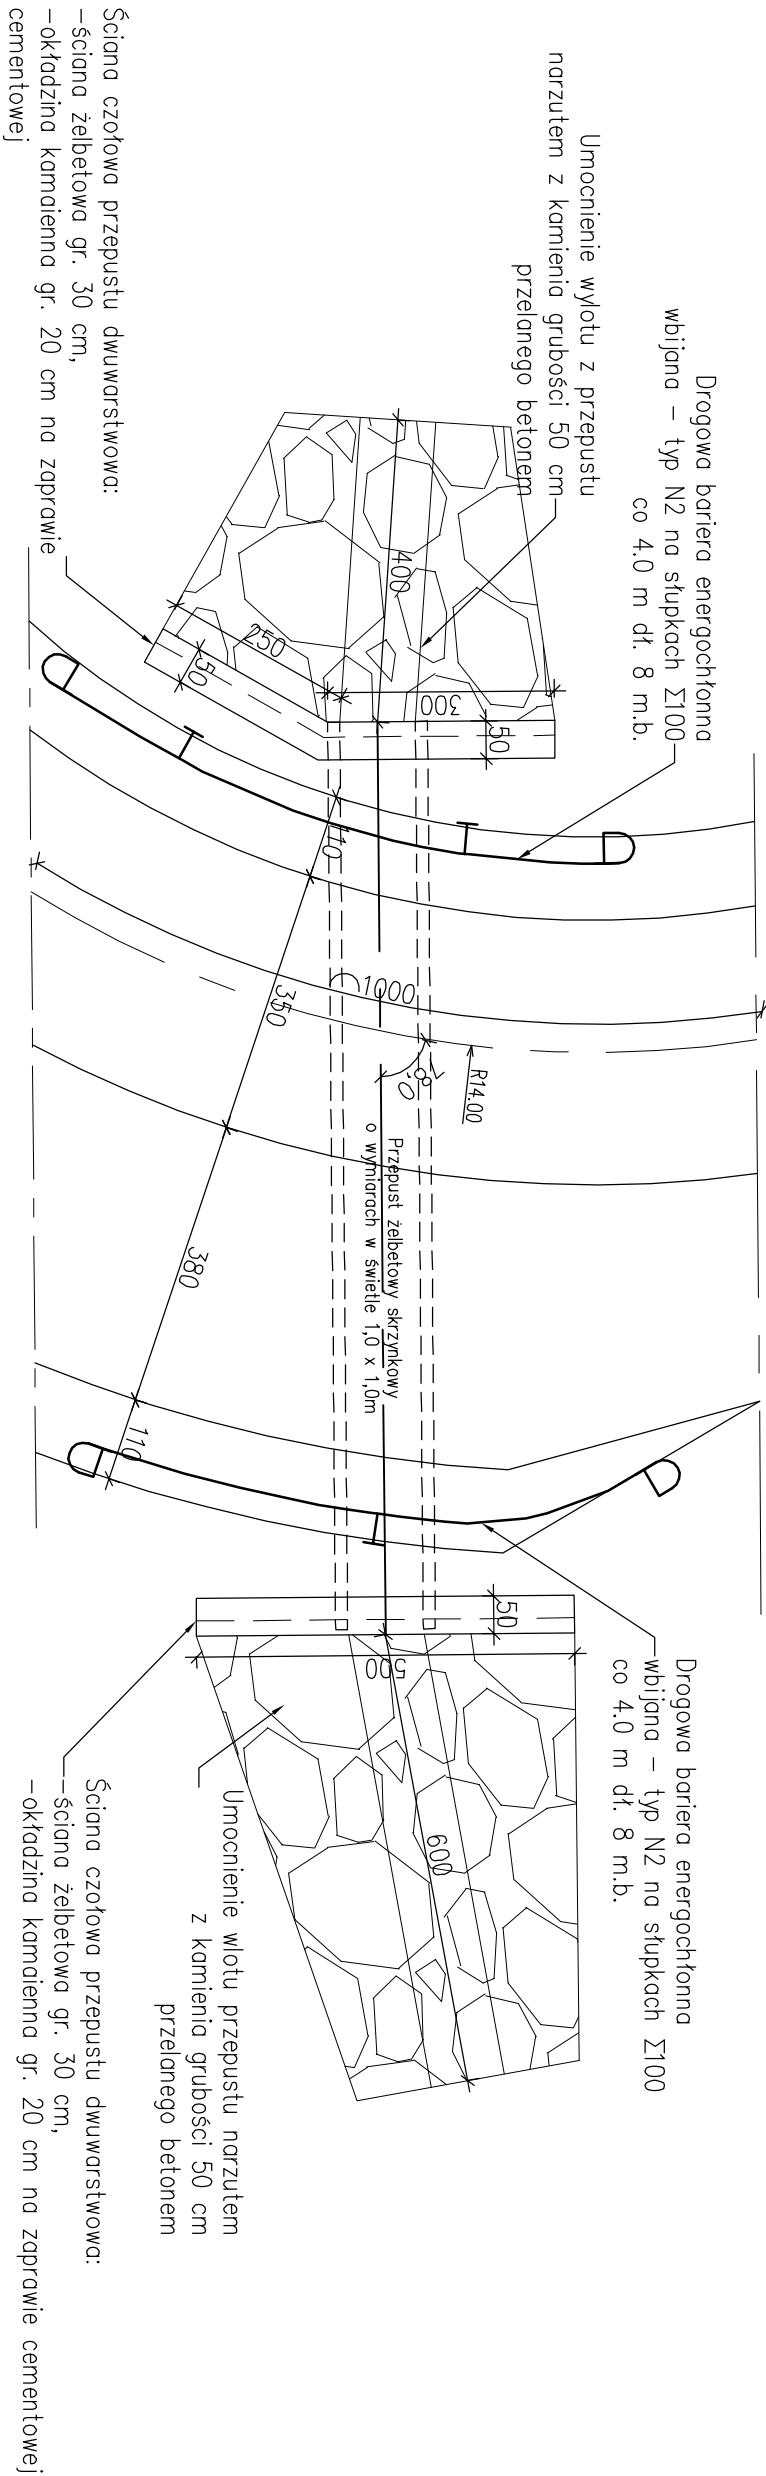 Drogowa bariera energochłonna
wbijana – typ N2 na słupkach Σ100
co 4.0 m dł. 8 m.b.
Umocnienie wylotu z przepustu
narzutem z kamienia grubości 50 cm
przelanego betonem
Ściana czołowa przepustu dwuwarstwowa:
–ściana żelbetowa gr. 30 cm,
–okładzina kamaienna gr. 20 cm na zaprawie
cementowej
400
250
50
300
50
110
1000
350
R14.00
78.0
Przepust żelbetowy skrzynkowy
o wymiarach w świetle 1,0 x 1,0m
380
110
50
500
600
Drogowa bariera energochłonna
wbijana – typ N2 na słupkach Σ100
co 4.0 m dł. 8 m.b.
Umocnienie wlotu przepustu narzutem
z kamienia grubości 50 cm
przelanego betonem
Ściana czołowa przepustu dwuwarstwowa:
–ściana żelbetowa gr. 30 cm,
–okładzina kamaienna gr. 20 cm na zaprawie cementowej